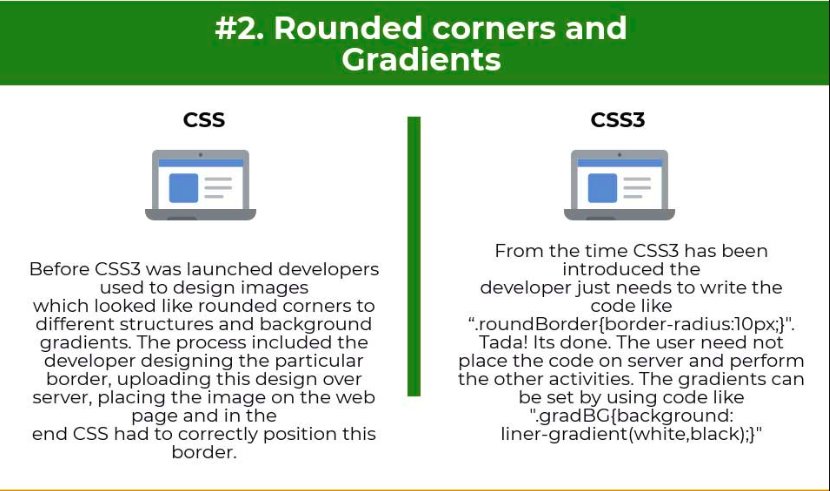 #2. Rounded corners and
Gradients
CSS
Before CSS3 was launched developers
used to design images
which looked like rounded corners to
different structures and background
gradients. The process included the
developer designing the particular
border, uploading this design over
server, placing the image on the web
page and in the
end CSS had to correctly position this
border.
CSS3
From the time CSS3 has been
introduced the
developer just needs to write the
code like
“.roundBorder{border-radius:10px;}".
Tada! Its done. The user need not
place the code on server and perform
the other activities. The gradients can
be set by using code like
".gradBG{background:
liner-gradient(white,black);}"